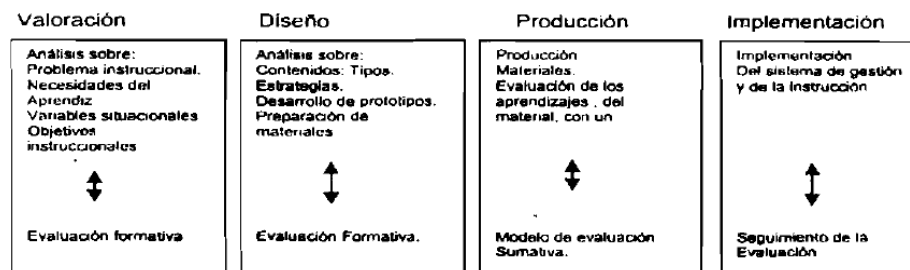 Valoración
Análisis sobre:
Problema instruccional.
Necesidades del
Aprendiz
Variables situacionales
Objetivos
instruccionales
Evaluación formativa
Diseño
Análisis sobre:
Contenidos: Tipos.
Estrategias.
Desarrollo de prototipos.
Preparación de
materiales
Evaluación Formativa.
Producción
Producción
Materiales.
Evaluación de los
aprendizajes , del
material, con un
Modelo de evaluación
Sumativa.
Implementación
Implementación
Del sistema de gestión
y de la Instrucción
Seguimiento de la
Evaluación